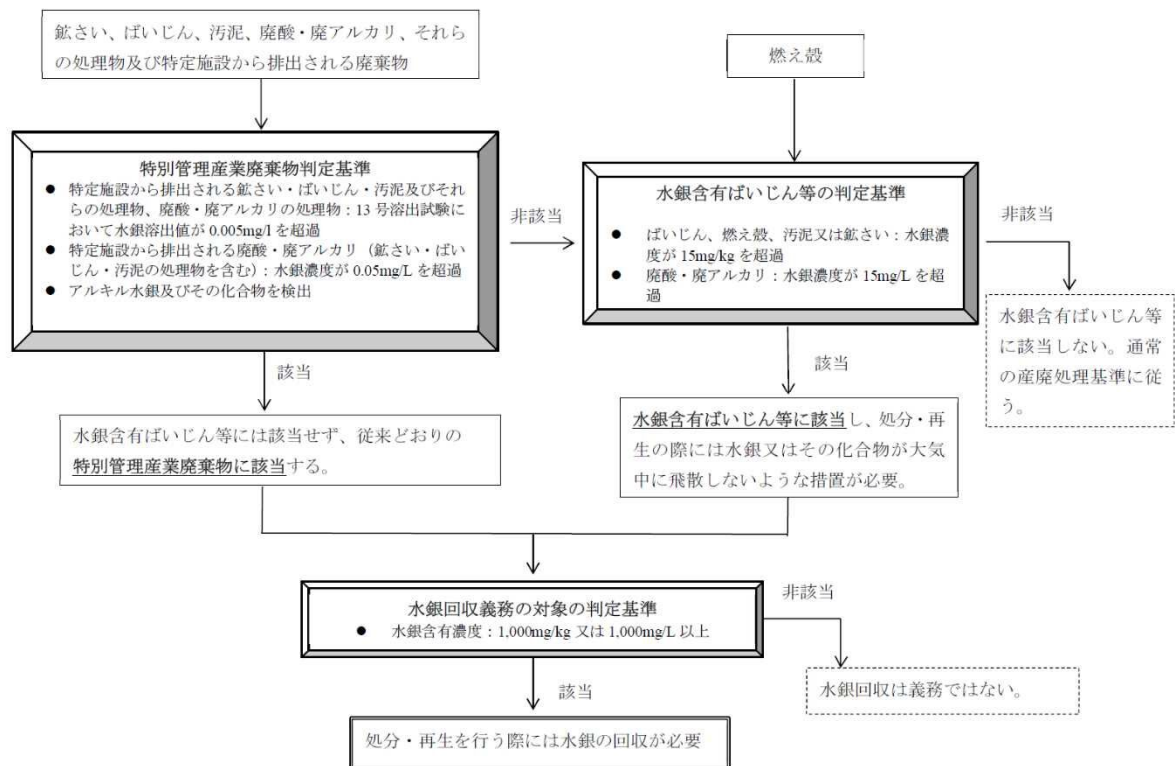 鉱さい、ばいじん、汚泥、廃酸・廃アルカリ、それら
の処理物及び特定施設から排出される廃棄物
燃え殻
特別管理産業廃棄物判定基準
● 特定施設から排出される鉱さい・ばいじん・汚泥及びそれ
らの処理物、廃酸・廃アルカリの処理物：13 号溶出試験に
おいて水銀溶出値が 0.005mg/l を超過
● 特定施設から排出される廃酸・廃アルカリ（鉱さい・ばい
じん・汚泥の処理物を含む）：水銀濃度が 0.05mg/L を超過
● アルキル水銀及びその化合物を検出
非該当
水銀含有ばいじん等の判定基準
● ばいじん、燃え殻、汚泥又は鉱さい：水銀濃
度が 15mg/kg を超過
● 廃酸・廃アルカリ：水銀濃度が 15mg/L を超
過
非該当
水銀含有ばいじん等
に該当しない。通常
の産廃処理基準に従
う。
該当
該当
水銀含有ばいじん等には該当せず、従来どおりの
特別管理産業廃棄物に該当する。
水銀含有ばいじん等に該当し、処分・再
生の際には水銀又はその化合物が大気
中に飛散しないような措置が必要。
水銀回収義務の対象の判定基準
● 水銀含有濃度：1,000mg/kg 又は 1,000mg/L 以上
非該当
水銀回収は義務ではない。
該当
処分・再生を行う際には水銀の回収が必要